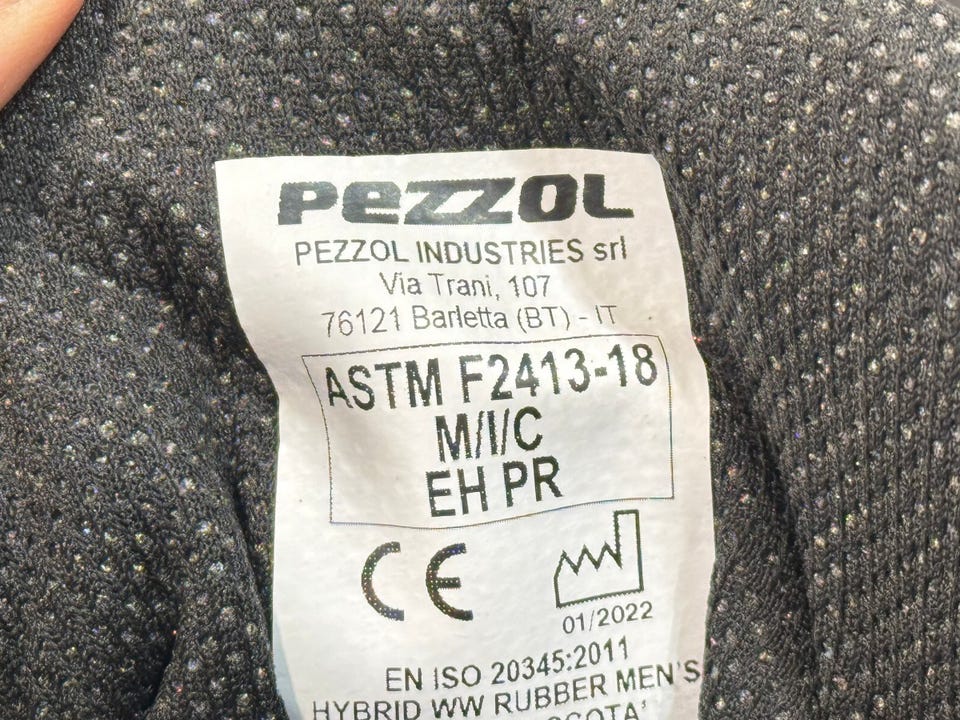 PEZZOL
PEZZOL INDUSTRIES srl
Via Trani, 107
76121 Barletta (BT) - IT
ASTM F2413-18
M/I/C
EH PR
CE
01/2022
EN ISO 20345:2011
HYBRID WW RUBBER MEN'S